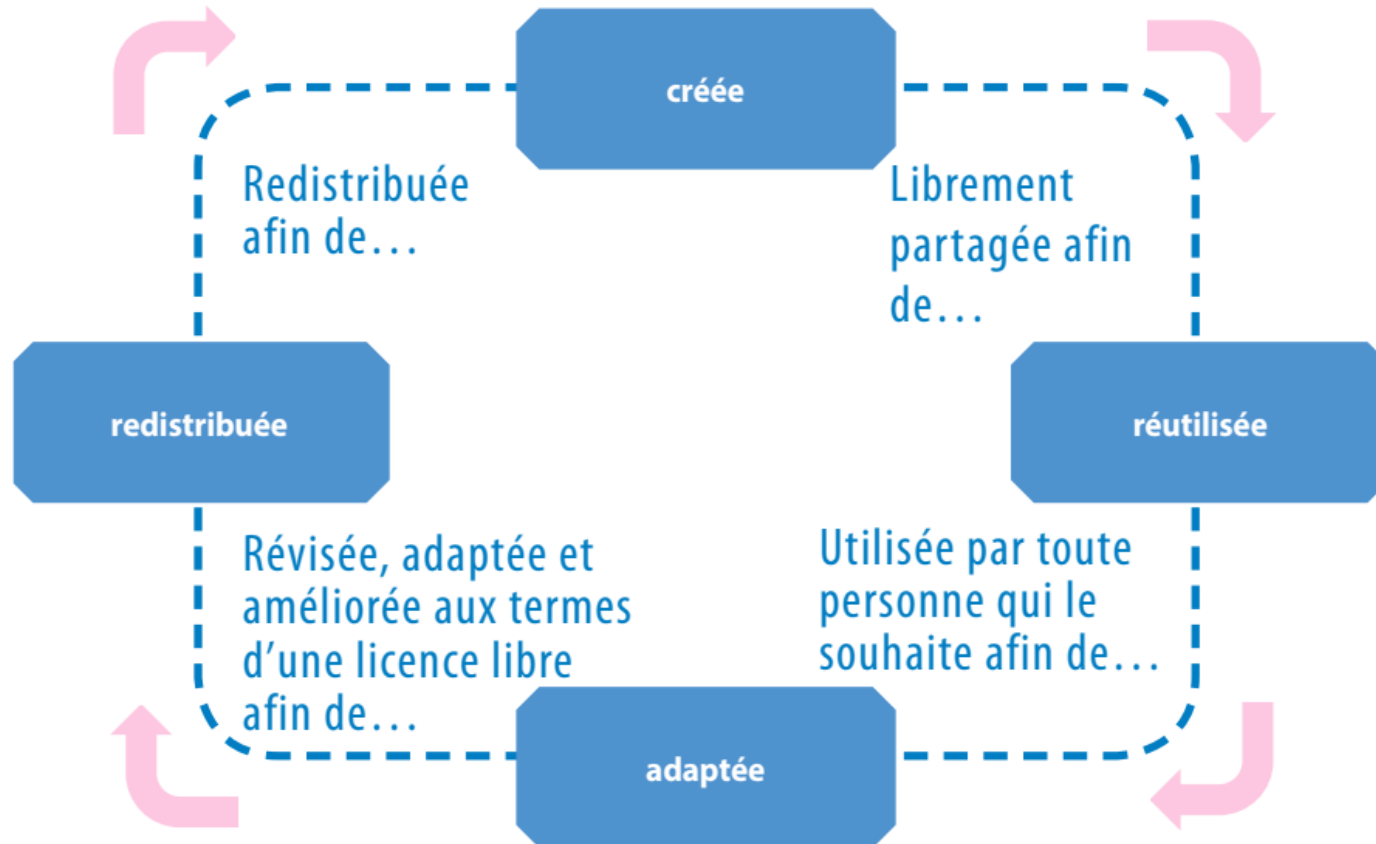 créée
Redistribuée
afin de…
Librement
partagée afin
de…
redistribuée
réutilisée
Révisée, adaptée et
améliorée aux termes
d’une licence libre
afin de…
Utilisée par toute
personne qui le
souhaite afin de…
adaptée